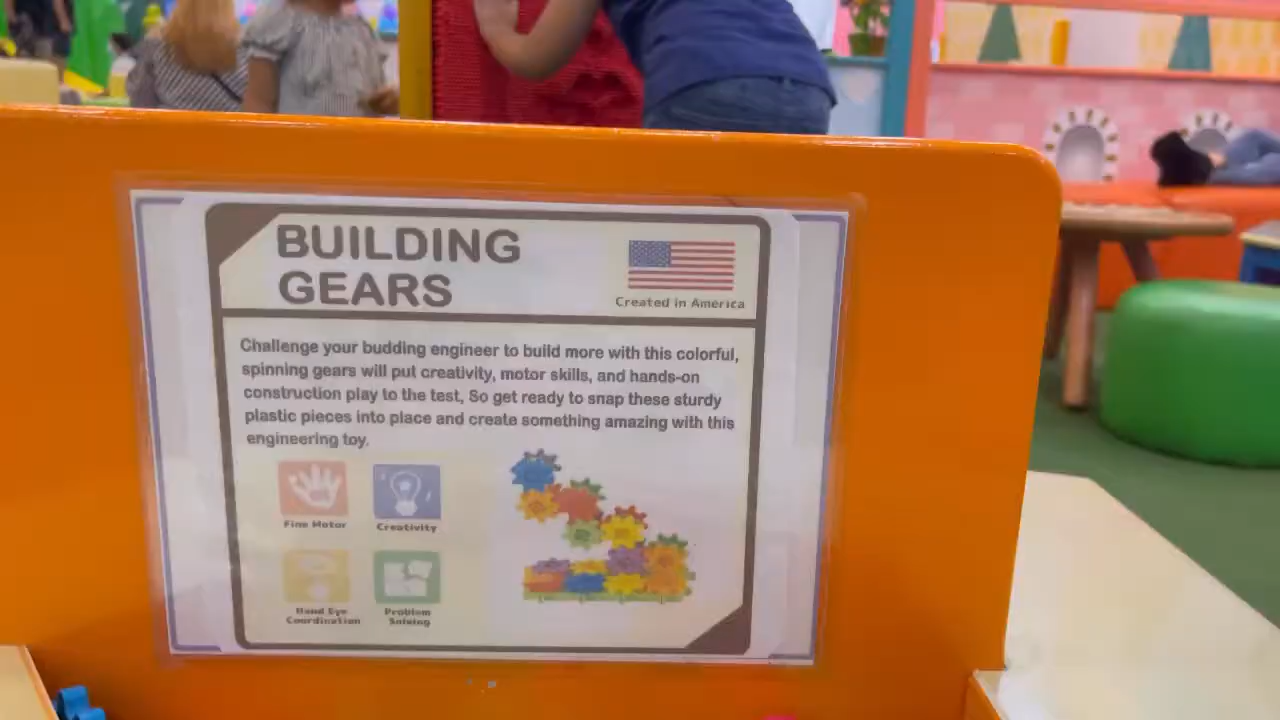 BUILDING
GEARS
Created in America
Challenge your budding engineer to build more with this colorful,
spinning gears will put creativity, motor skills, and hands-on
construction play to the test, So get ready to snap these sturdy
plastic pieces into place and create something amazing with this
engineering toy.
Fine Motor
Creativity
Hand Eye
Coordination
Problem
Solving